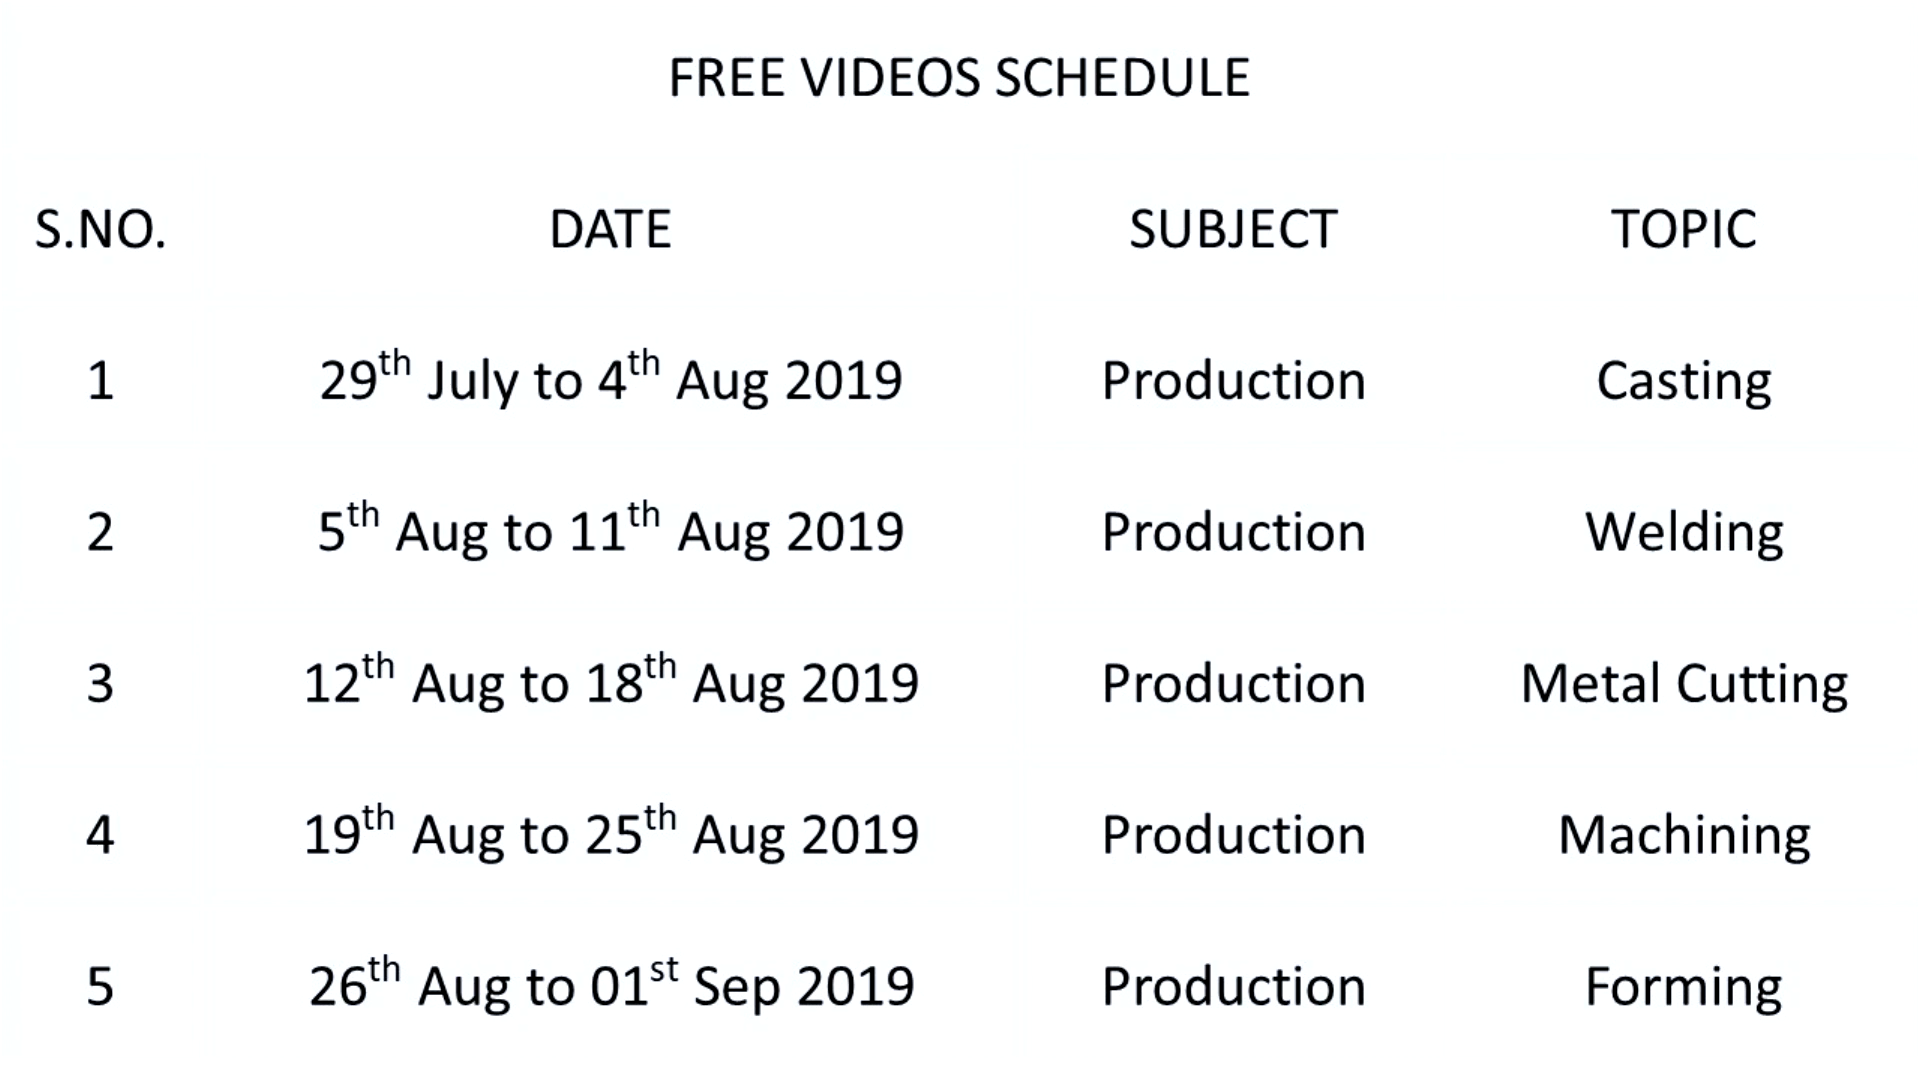 FREE VIDEOS SCHEDULE
S.NO. DATE SUBJECT TOPIC
1 29th July to 4th Aug 2019 Production Casting
2 5th Aug to 11th Aug 2019 Production Welding
3 12th Aug to 18th Aug 2019 Production Metal Cutting
4 19th Aug to 25th Aug 2019 Production Machining
5 26th Aug to 01st Sep 2019 Production Forming